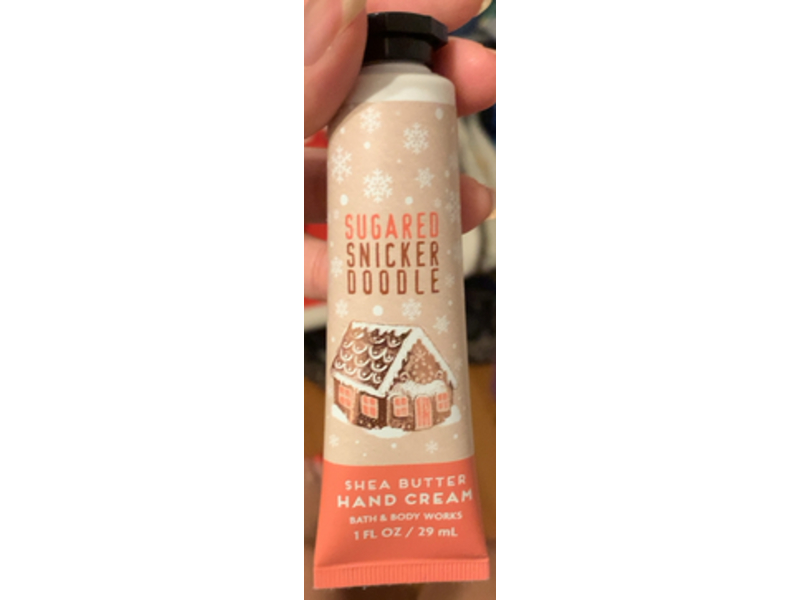 SUGARED
SNICKER
DOODLE
SHEA BUTTER
HAND CREAM
BATH & BODY WORKS
1 FL OZ / 29 mL